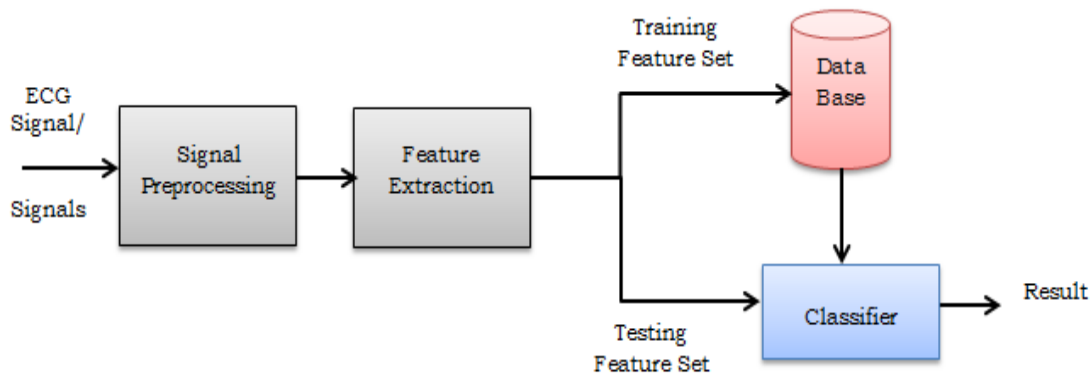 ECG
Signal/
Signals
Signal
Preprocessing
Feature
Extraction
Training
Feature Set
Data
Base
Testing
Feature Set
Classifier
Result